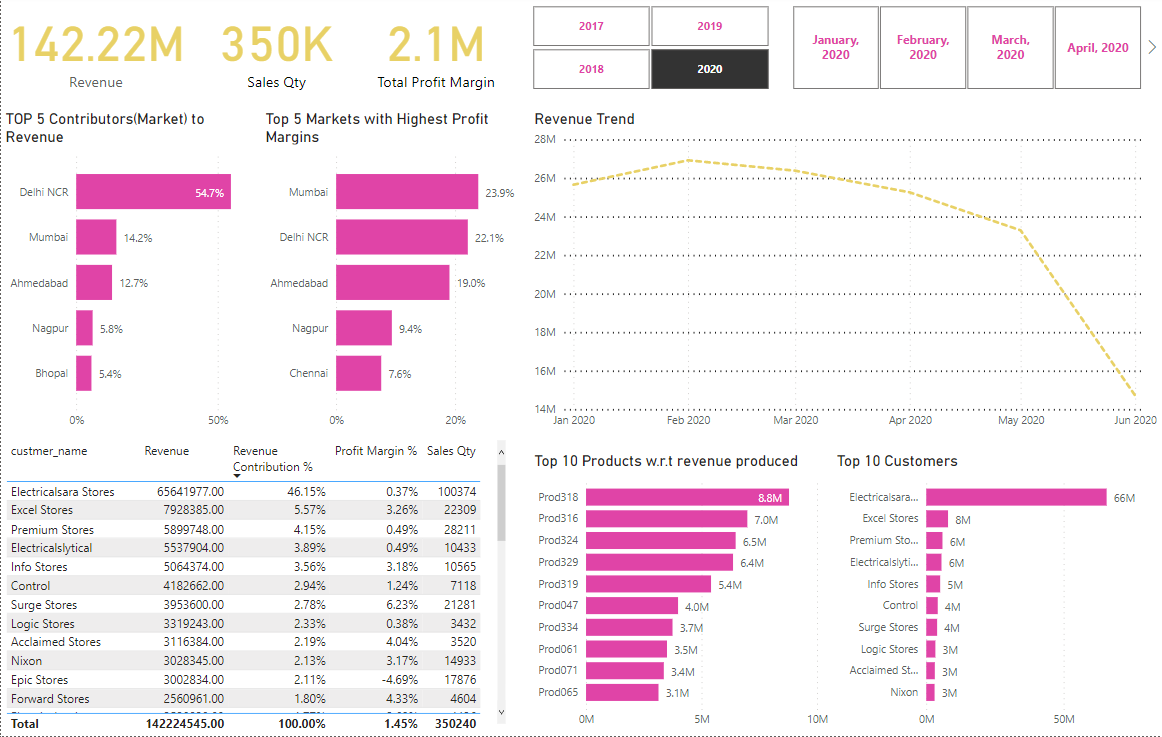 142.22M
Revenue
350K
Sales Qty
2.1M
Total Profit Margin
2017
2019
2018
2020
January,
2020
February,
2020
March,
2020
April, 2020
TOP 5 Contributors(Market) to
Revenue
Delhi NCR
54.7%
Mumbai
14.2%
Ahmedabad
12.7%
Nagpur
5.8%
Bhopal
5.4%
0%
50%
Top 5 Markets with Highest Profit
Margins
Mumbai
23.9%
Delhi NCR
22.1%
Ahmedabad
19.0%
Nagpur
9.4%
Chennai
7.6%
0%
20%
Revenue Trend
28M
26M
24M
22M
20M
18M
16M
14M
Jan 2020
Feb 2020
Mar 2020
Apr 2020
May 2020
Jun 2020
custmer_name Revenue Revenue Contribution % Profit Margin % Sales Qty
Electricalsara Stores 65641977.00 46.15% 0.37% 100374
Excel Stores 7928385.00 5.57% 3.26% 22309
Premium Stores 5899748.00 4.15% 0.49% 28211
Electricalslytical 5537904.00 3.89% 0.49% 10433
Info Stores 5064374.00 3.56% 3.18% 10565
Control 4182662.00 2.94% 1.24% 7118
Surge Stores 3953600.00 2.78% 6.23% 21281
Logic Stores 3319243.00 2.33% 0.38% 3432
Acclaimed Stores 3116384.00 2.19% 4.04% 3520
Nixon 3028345.00 2.13% 3.17% 14933
Epic Stores 3002834.00 2.11% -4.69% 17876
Forward Stores 2560961.00 1.80% 4.33% 4604
Total 142224545.00 100.00% 1.45% 350240
Top 10 Products w.r.t revenue produced
Prod318
8.8M
Prod316
7.0M
Prod324
6.5M
Prod329
6.4M
Prod319
5.4M
Prod047
4.0M
Prod334
3.7M
Prod061
3.5M
Prod071
3.4M
Prod065
3.1M
0M
5M
10M
Top 10 Customers
Electricalsara...
66M
Excel Stores
8M
Premium Sto...
6M
Electricalslyti...
6M
Info Stores
5M
Control
4M
Surge Stores
4M
Logic Stores
3M
Acclaimed St...
3M
Nixon
3M
0M
50M